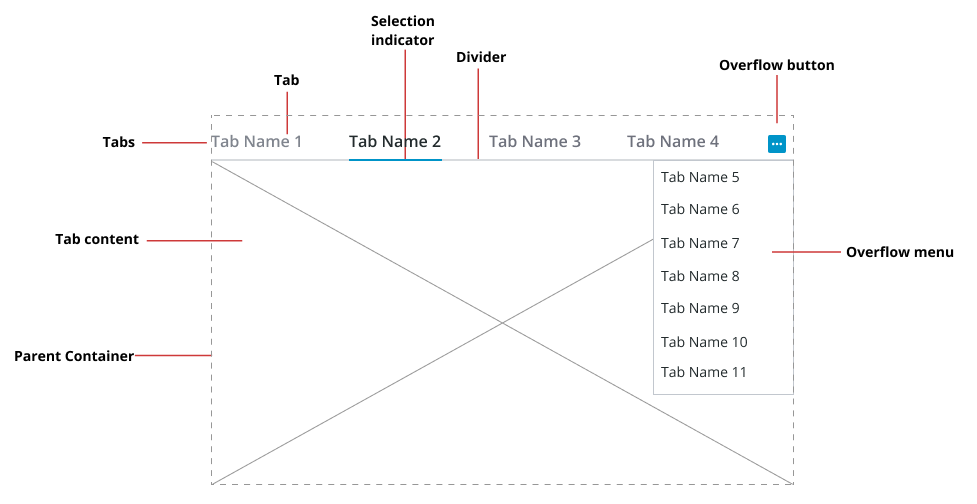 Selection
indicator
Divider
Overflow button
Tab
Tabs
Tab Name 1
Tab Name 2
Tab Name 3
Tab Name 4
Tab Name 5
Tab Name 6
Tab Name 7
Tab Name 8
Tab Name 9
Tab Name 10
Tab Name 11
Tab content
Overflow menu
Parent Container